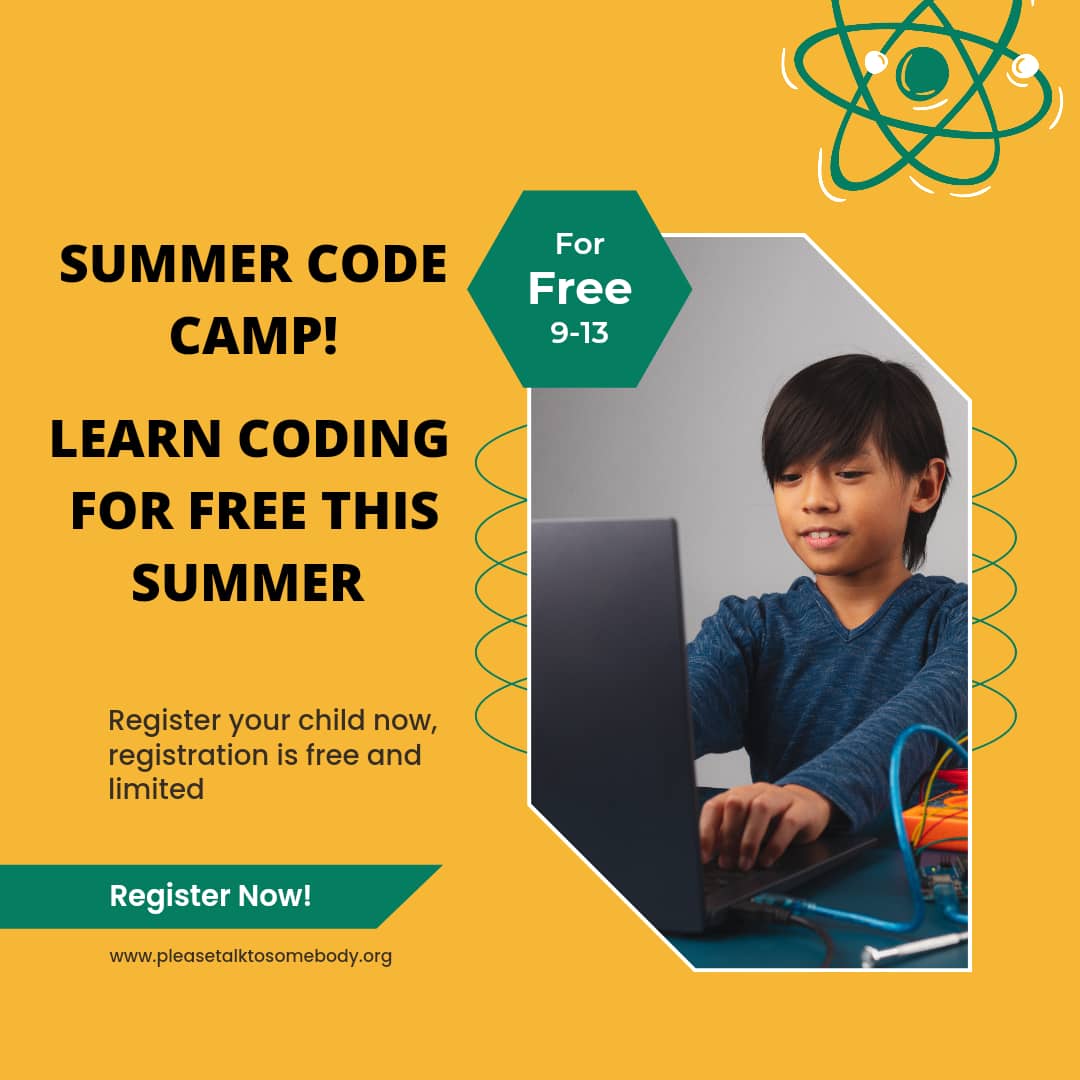 SUMMER CODE
CAMP!
LEARN CODING
FOR FREE THIS
SUMMER
For
Free
9-13
Register your child now,
registration is free and
limited
Register Now!
www.pleasetalktosomebody.org